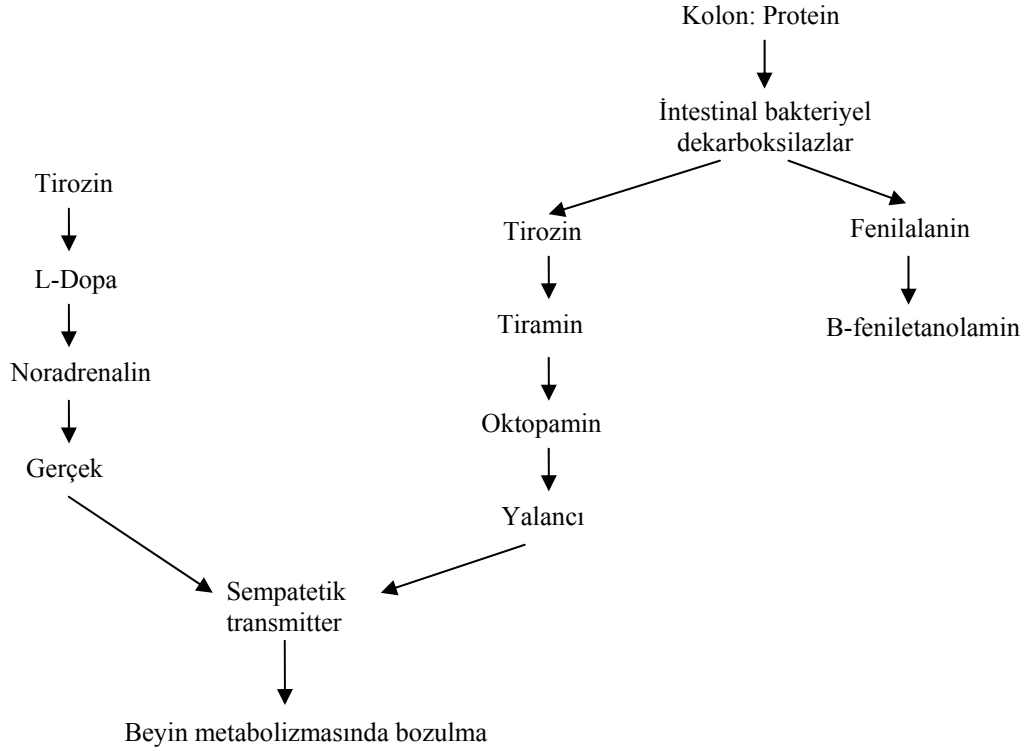 Kolon: Protein
İntestinal bakteriyel
dekarboksilazlar
Tirozin
L-Dopa
Noradrenalin
Gerçek
Tirozin
Tiramin
Oktopamin
Yalancı
Fenilalanin
B-feniletanolamin
Sempatetik
transmitter
Beyin metabolizmasında bozulma